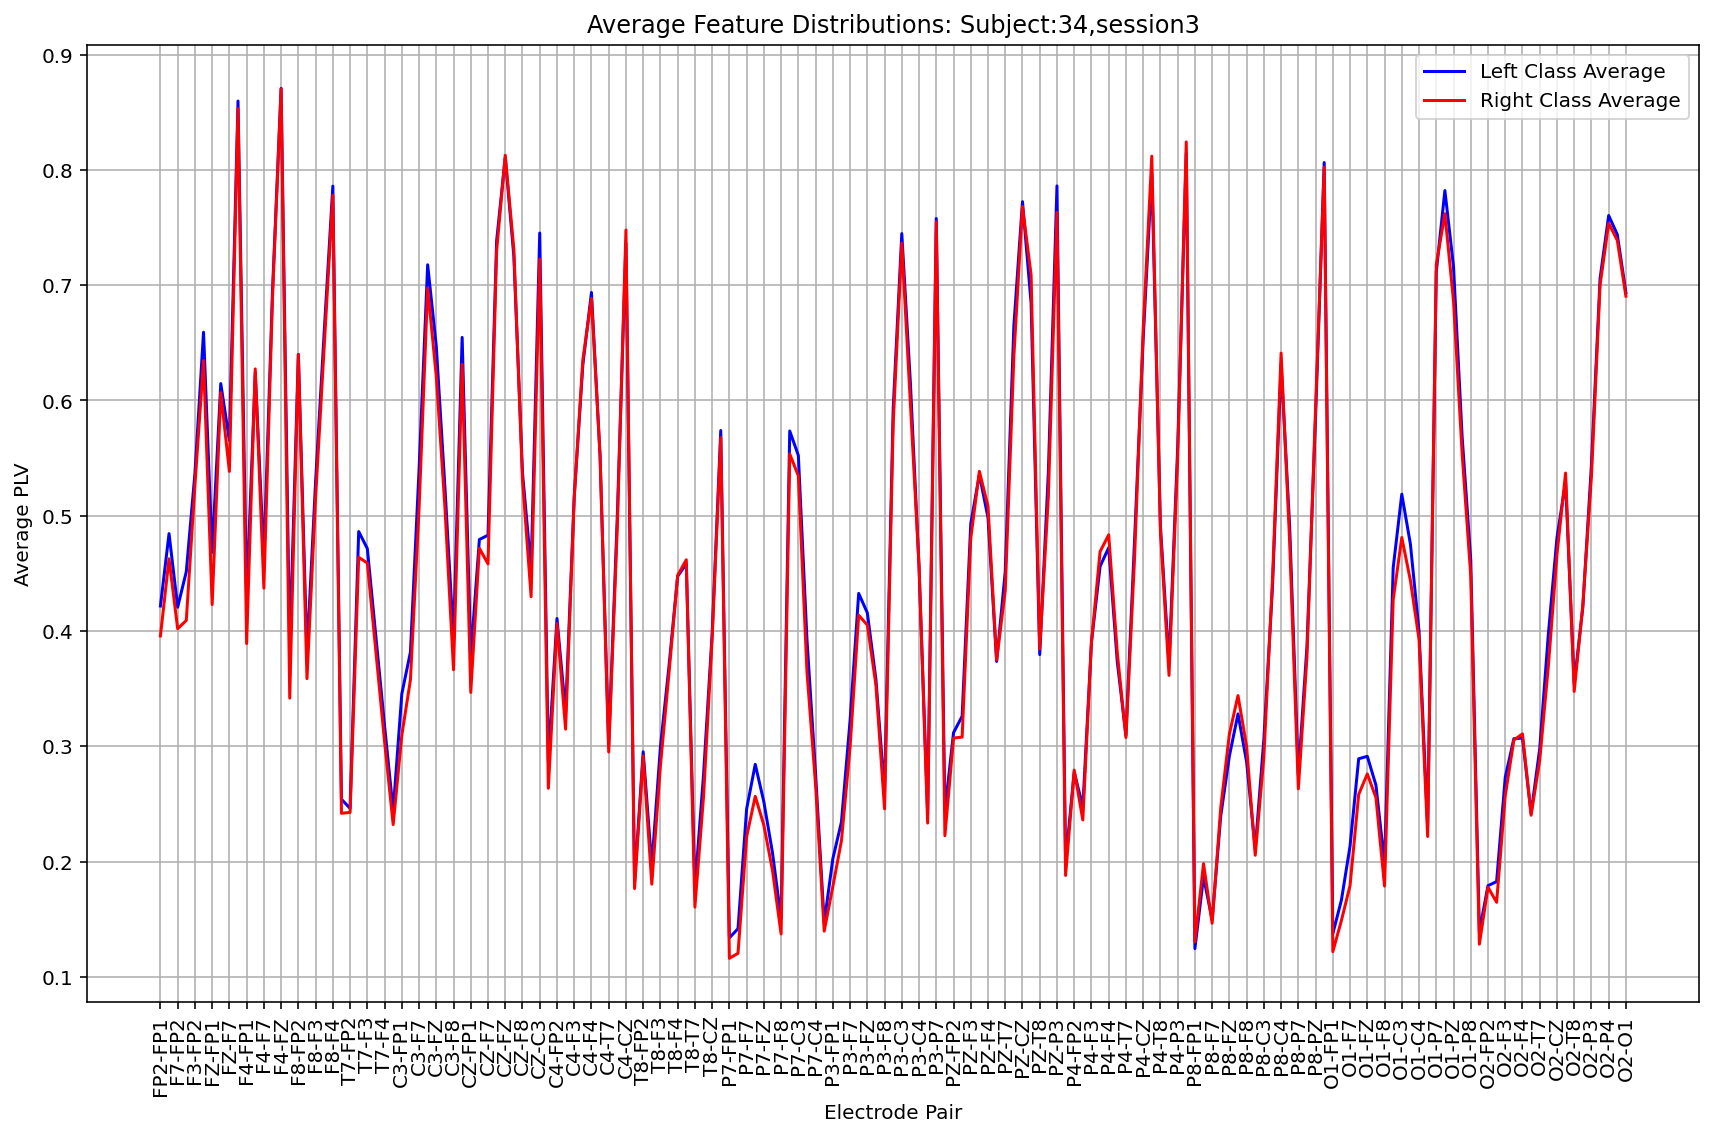 Average Feature Distributions: Subject:34,session3
Left Class Average
Right Class Average
Average PLV
0.9
0.8
0.7
0.6
0.5
0.4
0.3
0.2
0.1
FP2-FP1
F7-FP2
F3-FP2
FZ-FP1
FZ-F7
F4-FP1
F4-F7
F4-FZ
F8-FP2
F8-F3
F8-F4
T7-FP2
T7-F3
T7-F4
C3-FP1
C3-F7
C3-FZ
C3-F8
CZ-FP1
CZ-F7
CZ-FZ
CZ-F8
CZ-C3
C4-FP2
C4-F3
C4-F4
C4-T7
C4-CZ
T8-FP2
T8-F3
T8-F4
T8-T7
T8-CZ
P7-FP1
P7-F7
P7-FZ
P7-F8
P7-C3
P7-C4
P3-FP1
P3-F7
P3-FZ
P3-F8
P3-C3
P3-C4
P3-P7
PZ-FP2
PZ-F3
PZ-F4
PZ-T7
PZ-CZ
PZ-T8
PZ-P3
P4-FP2
P4-F3
P4-F4
P4-T7
P4-CZ
P4-T8
P4-P3
P8-FP1
P8-F7
P8-FZ
P8-F8
P8-C3
P8-C4
P8-P7
P8-PZ
O1-FP1
O1-F7
O1-FZ
O1-F8
O1-C3
O1-C4
O1-P7
O1-PZ
O1-P8
O2-FP2
O2-F3
O2-F4
O2-T7
O2-CZ
O2-T8
O2-P3
O2-P4
O2-O1
Electrode Pair